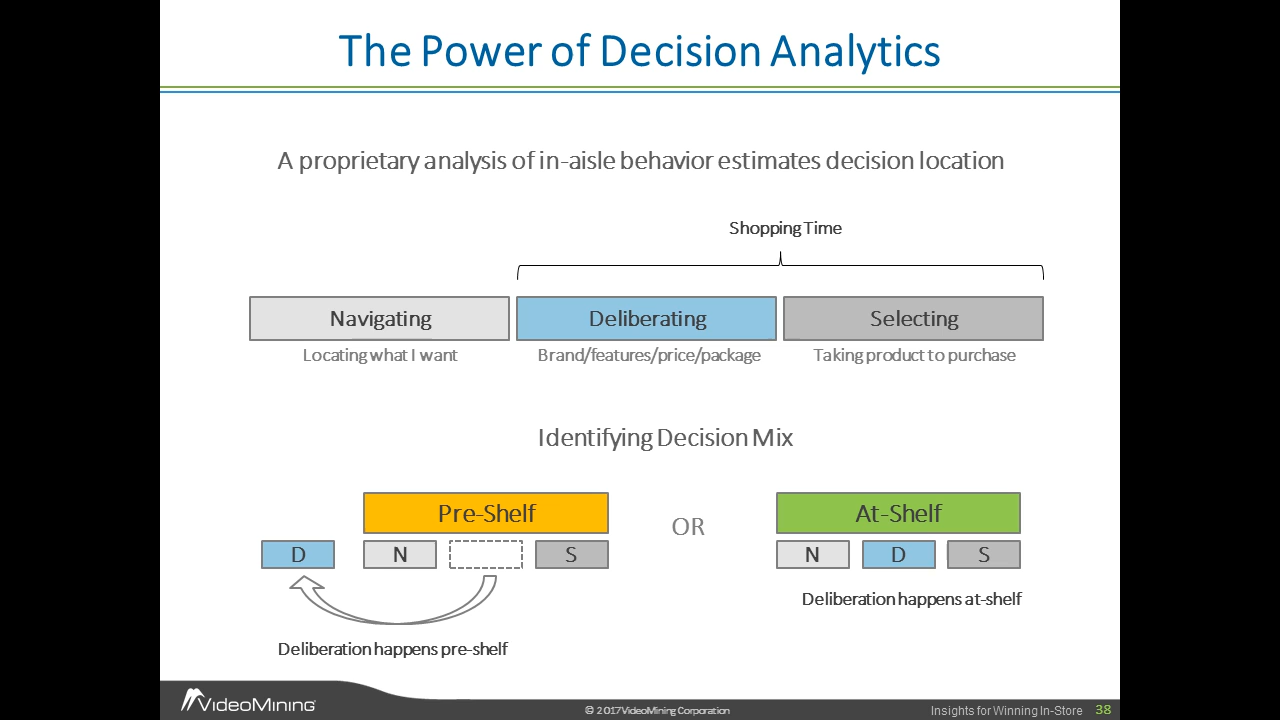 The Power of Decision Analytics
A proprietary analysis of in-aisle behavior estimates decision location
Shopping Time
Navigating
Deliberating
Selecting
Locating what I want
Brand/features/price/package
Taking product to purchase
Identifying Decision Mix
Pre-Shelf
OR
At-Shelf
D
N
S
N
D
S
Deliberation happens at-shelf
Deliberation happens pre-shelf
VideoMining
© 2017 VideoMining Corporation
Insights for Winning In-Store
38